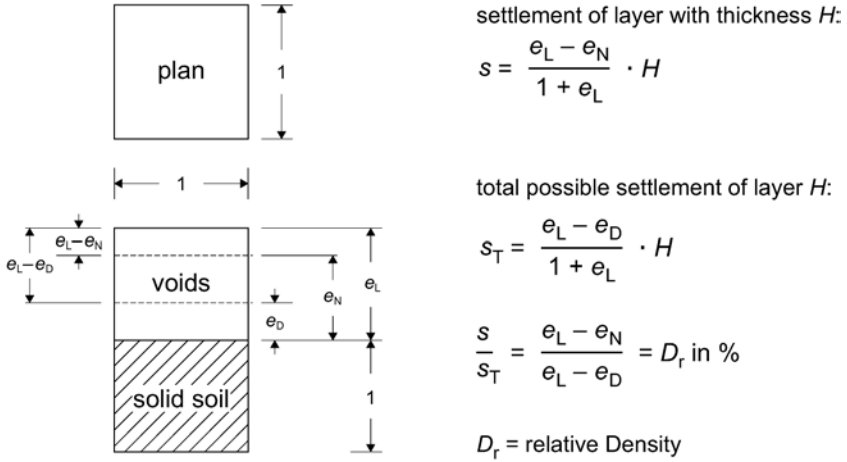 plan
1
1
e_L–e_N
e_L–e_D
voids
e_N
e_L
e_D
solid soil
1
settlement of layer with thickness H:
s = (e_L – e_N) / (1 + e_L) · H
total possible settlement of layer H:
s_T = (e_L – e_D) / (1 + e_L) · H
s / s_T = (e_L – e_N) / (e_L – e_D) = D_r in %
D_r = relative Density